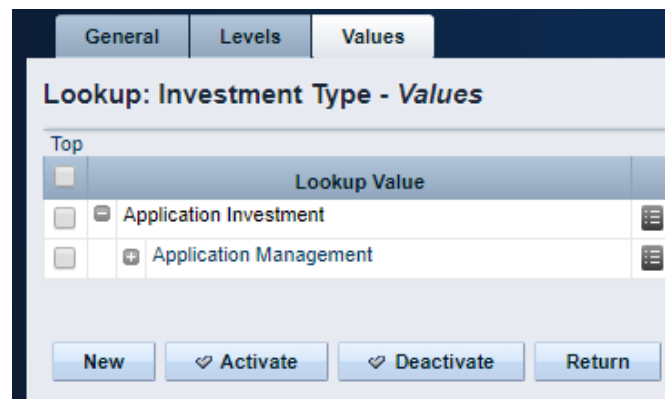 General Levels Values
Lookup: Investment Type - Values
Top
Lookup Value
Application Investment
Application Management
New Activate Deactivate Return